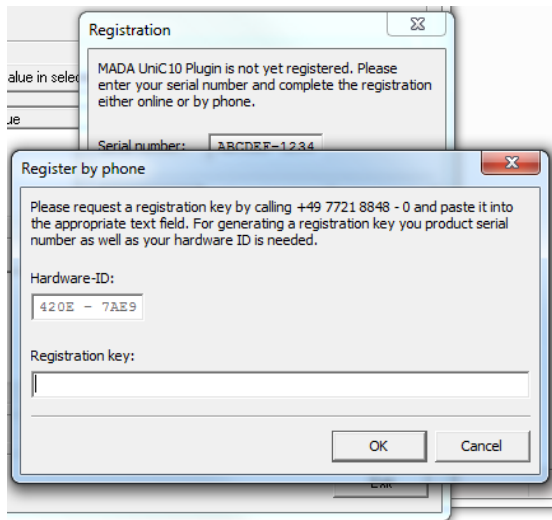 Registration
alue in selec
MADA UniC10 Plugin is not yet registered. Please
enter your serial number and complete the registration
either online or by phone.
ue
Serial number: ABCDEF-1234
Register by phone
Please request a registration key by calling +49 7721 8848 - 0 and paste it into
the appropriate text field. For generating a registration key you product serial
number as well as your hardware ID is needed.
Hardware-ID:
420E - 7AE9
Registration key:
OK Cancel